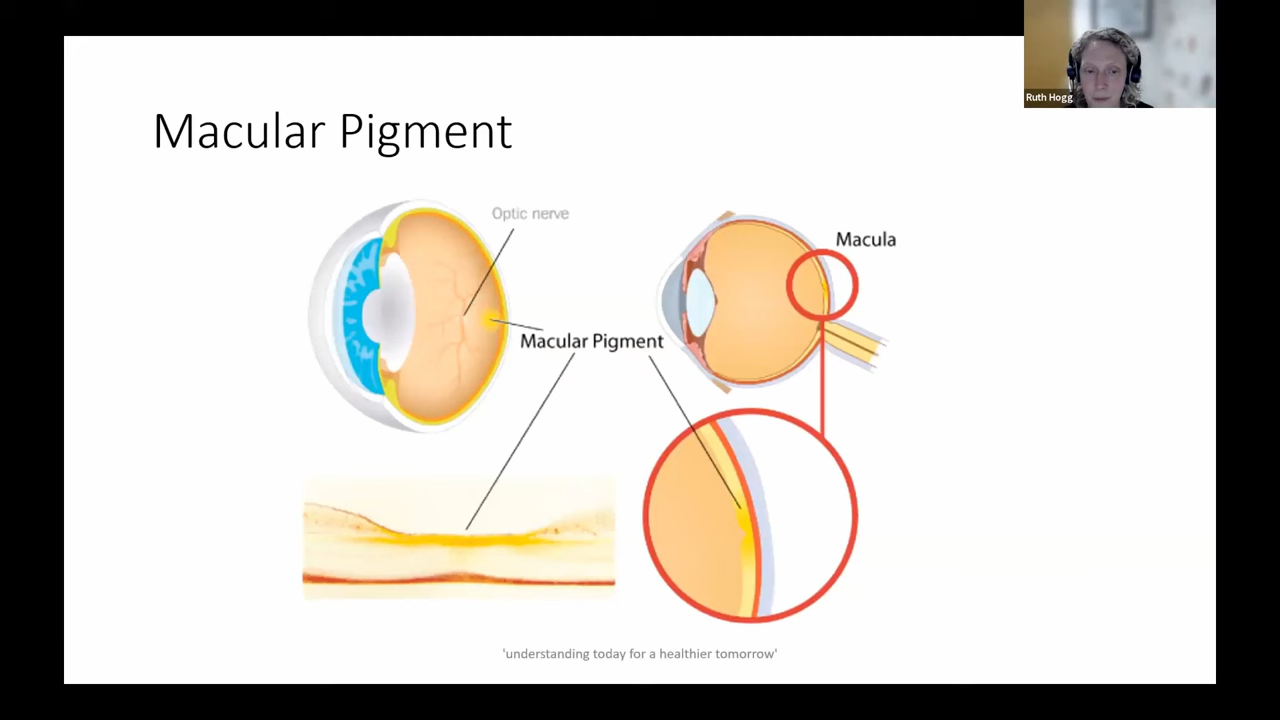 Ruth Hogg
Macular Pigment
Optic nerve
Macula
Macular Pigment
'understanding today for a healthier tomorrow'